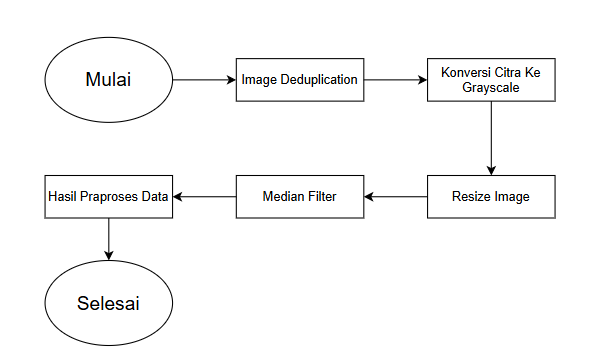 Mulai
Image Deduplication
Konversi Citra Ke
Grayscale
Resize Image
Median Filter
Hasil Praproses Data
Selesai